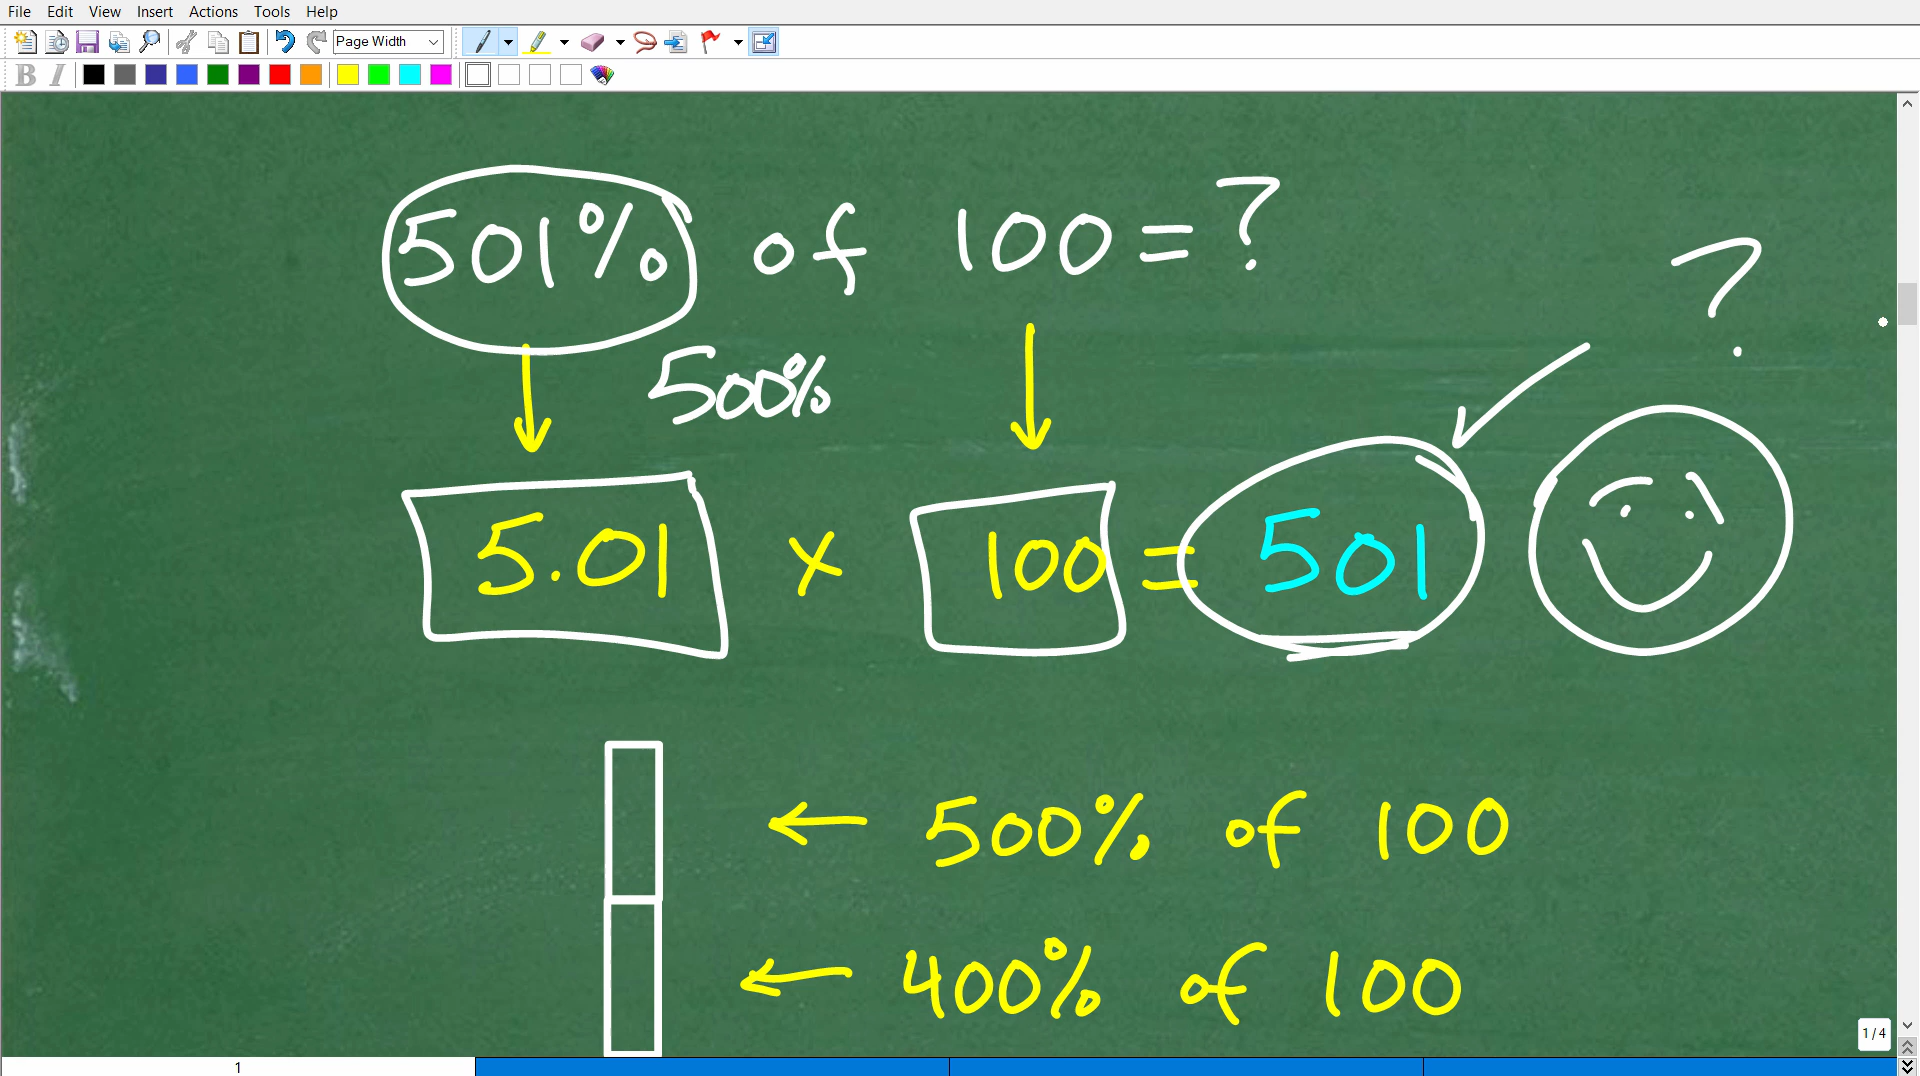 File Edit View Insert Actions Tools Help
Page Width
B I
501% of 100 = ?
?
500%
5.01 x 100 = 501
← 500% of 100
← 400% of 100
1 / 4
1